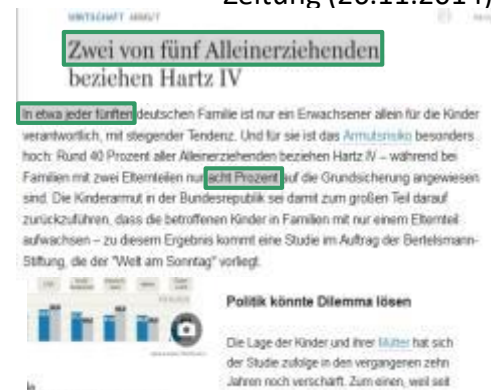 Zeitung (20.11.2014)
WIRTSCHAFT ARMUT
Zwei von fünf Alleinerziehenden
beziehen Hartz IV
In etwa jeder fünften deutschen Familie ist nur ein Erwachsener allein für die Kinder
verantwortlich, mit steigender Tendenz. Und für sie ist das Armutsrisiko besonders
hoch: Rund 40 Prozent aller Alleinerziehenden beziehen Hartz IV – während bei
Familien mit zwei Elternteilen nur acht Prozent auf die Grundsicherung angewiesen
sind. Die Kinderarmut in der Bundesrepublik sei damit zum großen Teil darauf
zurückzuführen, dass die betroffenen Kinder in Familien mit nur einem Elternteil
aufwachsen – zu diesem Ergebnis kommt eine Studie im Auftrag der Bertelsmann-
Stiftung, die der "Welt am Sonntag" vorliegt.
Politik könnte Dilemma lösen
Die Lage der Kinder und ihrer Mütter hat sich
der Studie zufolge in den vergangenen zehn
Jahren noch verschärft. Zum einen, weil seit